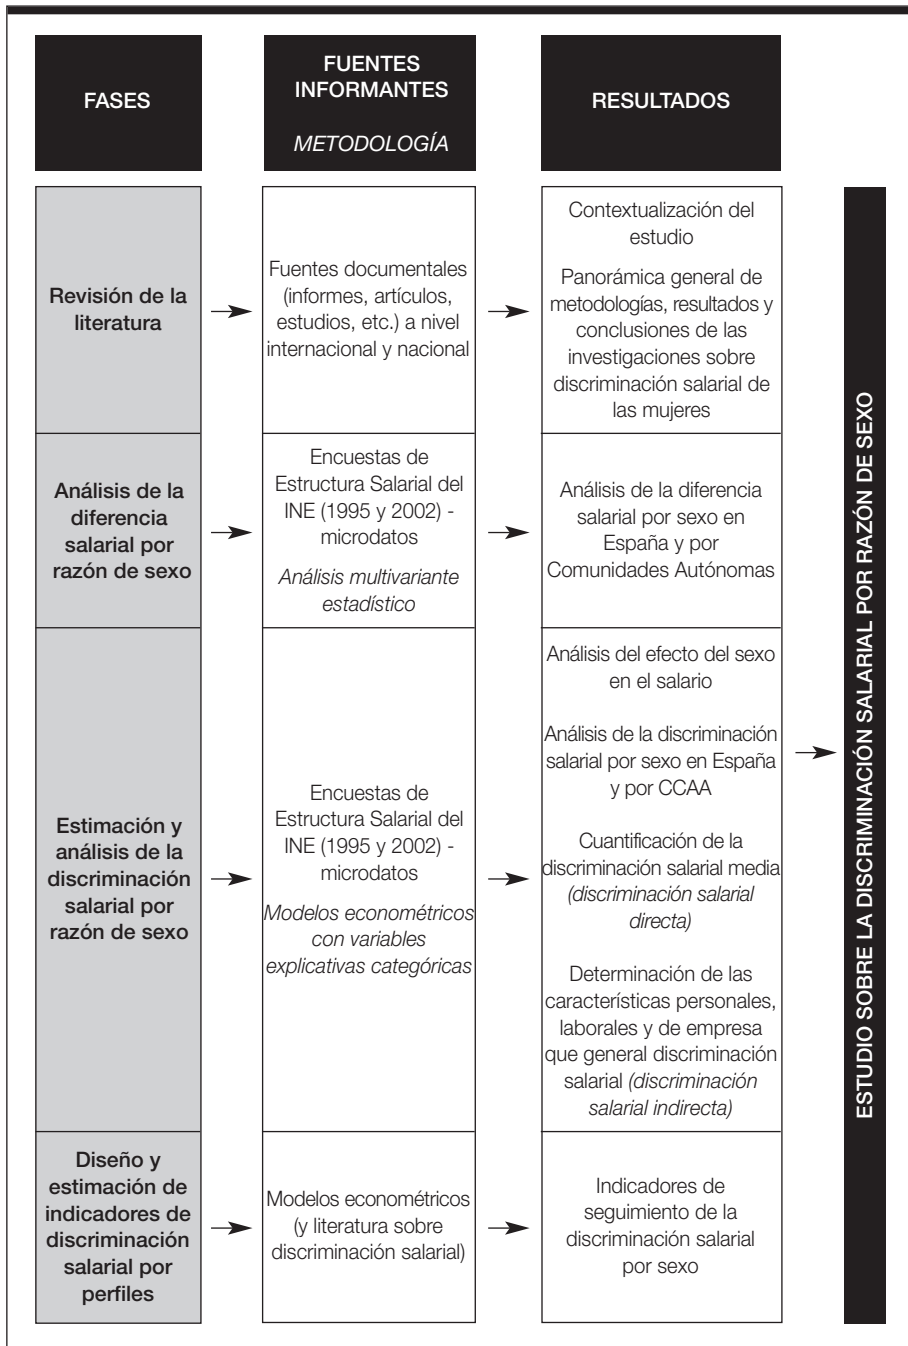 FASES
FUENTES
INFORMANTES
METODOLOGÍA
RESULTADOS
Revisión de la
literatura
Fuentes documentales
(informes, artículos,
estudios, etc.) a nivel
internacional y nacional
Contextualización del
estudio
Panorámica general de
metodologías, resultados y
conclusiones de las
investigaciones sobre
discriminación salarial de
las mujeres
Análisis de la
diferencia
salarial por
razón de sexo
Encuestas de
Estructura Salarial del
INE (1995 y 2002) -
microdatos
Análisis multivariante
estadístico
Análisis de la diferencia
salarial por sexo en
España y por
Comunidades Autónomas
Estimación y
análisis de la
discriminación
salarial por
razón de sexo
Encuestas de
Estructura Salarial del
INE (1995 y 2002) -
microdatos
Modelos econométricos
con variables
explicativas categóricas
Análisis del efecto del sexo
en el salario
Análisis de la discriminación
salarial por sexo en España
y por CCAA
Cuantificación de la
discriminación salarial media
(discriminación salarial
directa)
Determinación de las
características personales,
laborales y de empresa
que general discriminación
salarial (discriminación
salarial indirecta)
Diseño y
estimación de
indicadores de
discriminación
salarial por
perfiles
Modelos econométricos
(y literatura sobre
discriminación salarial)
Indicadores de
seguimiento de la
discriminación salarial
por sexo
ESTUDIO SOBRE LA DISCRIMINACIÓN SALARIAL POR RAZÓN DE SEXO